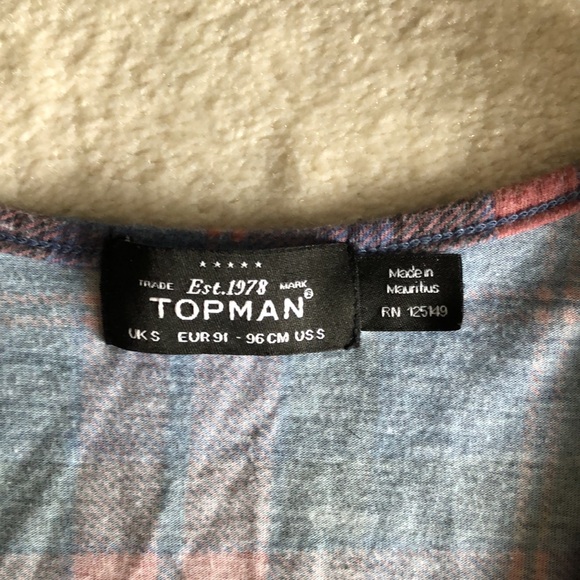 ★★★★★
TRADE Est.1978 MARK
TOPMAN®
UK S EUR 91 - 96 CM US S
Made in
Mauritius
RN 125149